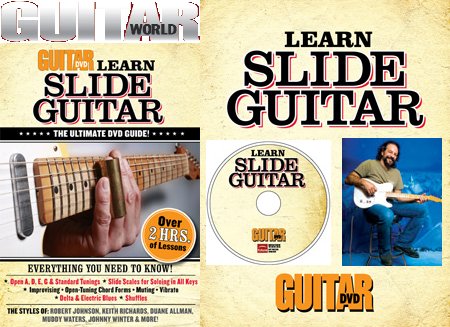 GUITAR
WORLD
GUITAR DVD LEARN
SLIDE
GUITAR
THE ULTIMATE DVD GUIDE!
Over
2 HRS.
of Lessons
EVERYTHING YOU NEED TO KNOW!
• Open A, D, E, G & Standard Tunings • Slide Scales for Soloing in All Keys
• Improvising • Open-Tuning Chord Forms • Muting • Vibrato
• Delta & Electric Blues • Shuffles
THE STYLES OF: ROBERT JOHNSON, KEITH RICHARDS, DUANE ALLMAN,
MUDDY WATERS, JOHNNY WINTER & MORE!
LEARN
SLIDE
GUITAR
LEARN
SLIDE
GUITAR
GUITAR
GUITAR
DVD